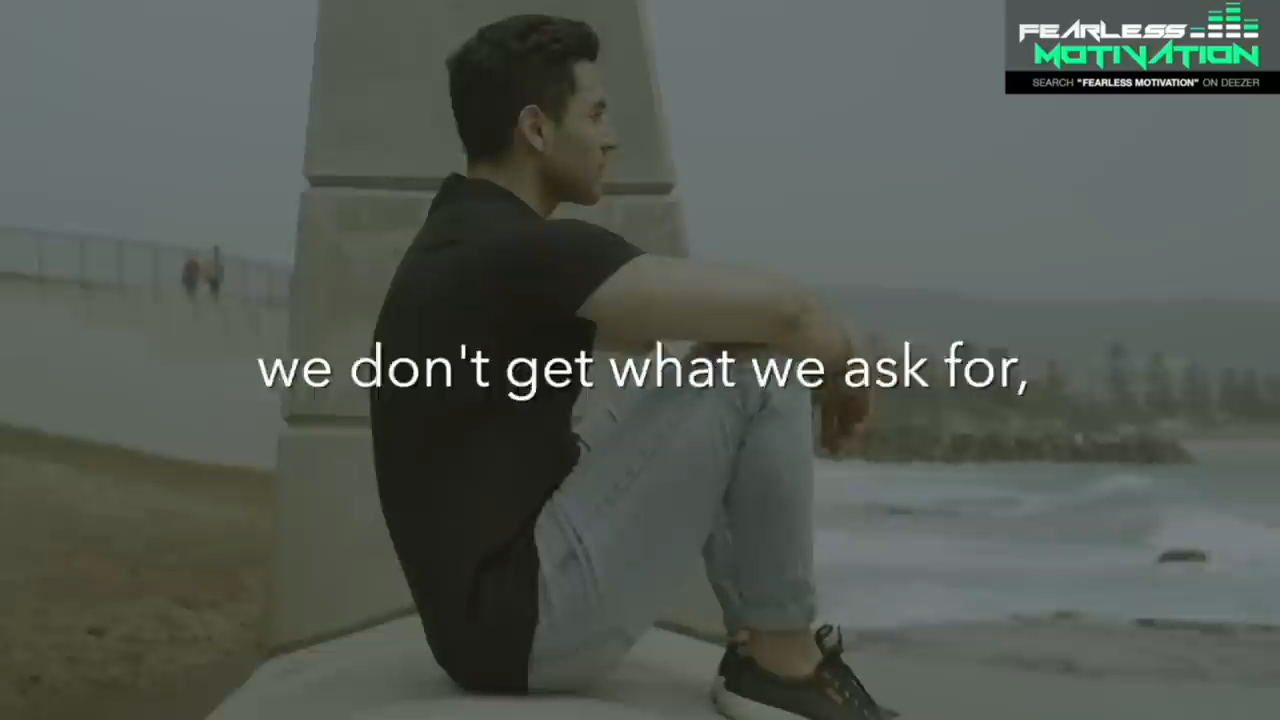 FEARLESS
MOTIVATION
SEARCH "FEARLESS MOTIVATION" ON DEEZER
we don't get what we ask for,